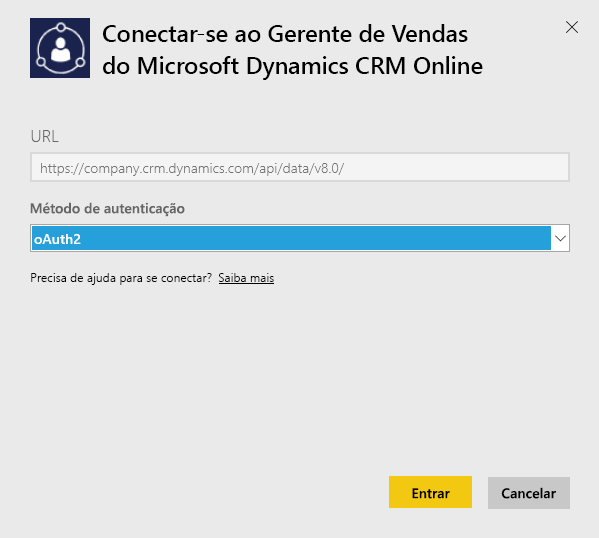 Conectar-se ao Gerente de Vendas
do Microsoft Dynamics CRM Online
URL
https://company.crm.dynamics.com/api/data/v8.0/
Método de autenticação
oAuth2
Precisa de ajuda para se conectar? Saiba mais
Entrar Cancelar